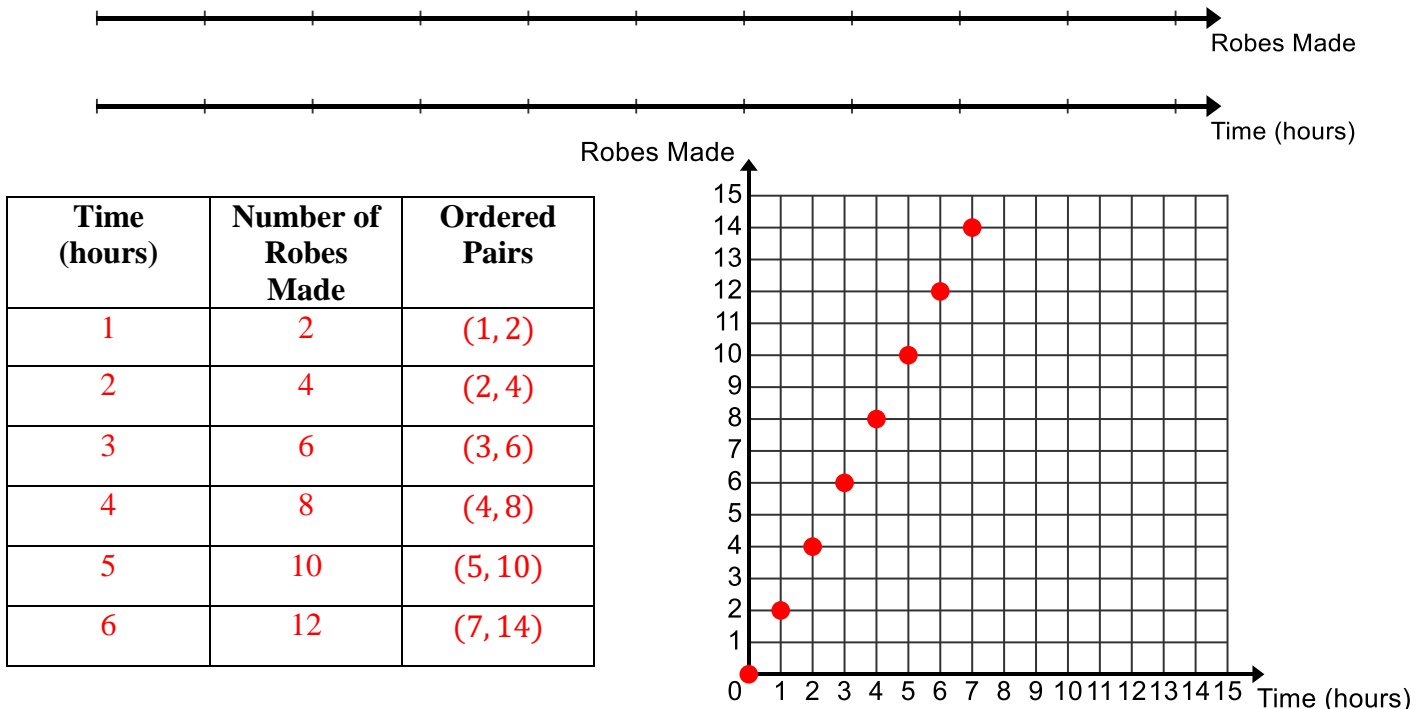 Robes Made
Time (hours)
Time
(hours)
Number of
Robes
Made
Ordered
Pairs
1 2 (1, 2)
2 4 (2, 4)
3 6 (3, 6)
4 8 (4, 8)
5 10 (5, 10)
6 12 (7, 14)
Robes Made
15
14
13
12
11
10
9
8
7
6
5
4
3
2
1
0 1 2 3 4 5 6 7 8 9 10 11 12 13 14 15
Time (hours)